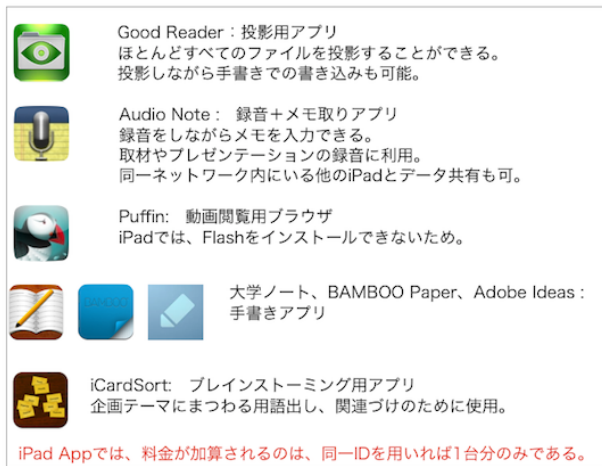 Good Reader：投影用アプリ
ほとんどすべてのファイルを投影することができる。
投影しながら手書きでの書き込みも可能。
Audio Note： 録音＋メモ取りアプリ
録音をしながらメモを入力できる。
取材やプレゼンテーションの録音に利用。
同一ネットワーク内にいる他のiPadとデータ共有も可。
Puffin: 動画閲覧用ブラウザ
iPadでは、Flashをインストールできないため。
大学ノート、BAMBOO Paper、Adobe Ideas：
手書きアプリ
BAMBOO
iCardSort: ブレインストーミング用アプリ
企画テーマにまつわる用語出し、関連づけのために使用。
iPad Appでは、料金が加算されるのは、同一IDを用いれば1台分のみである。